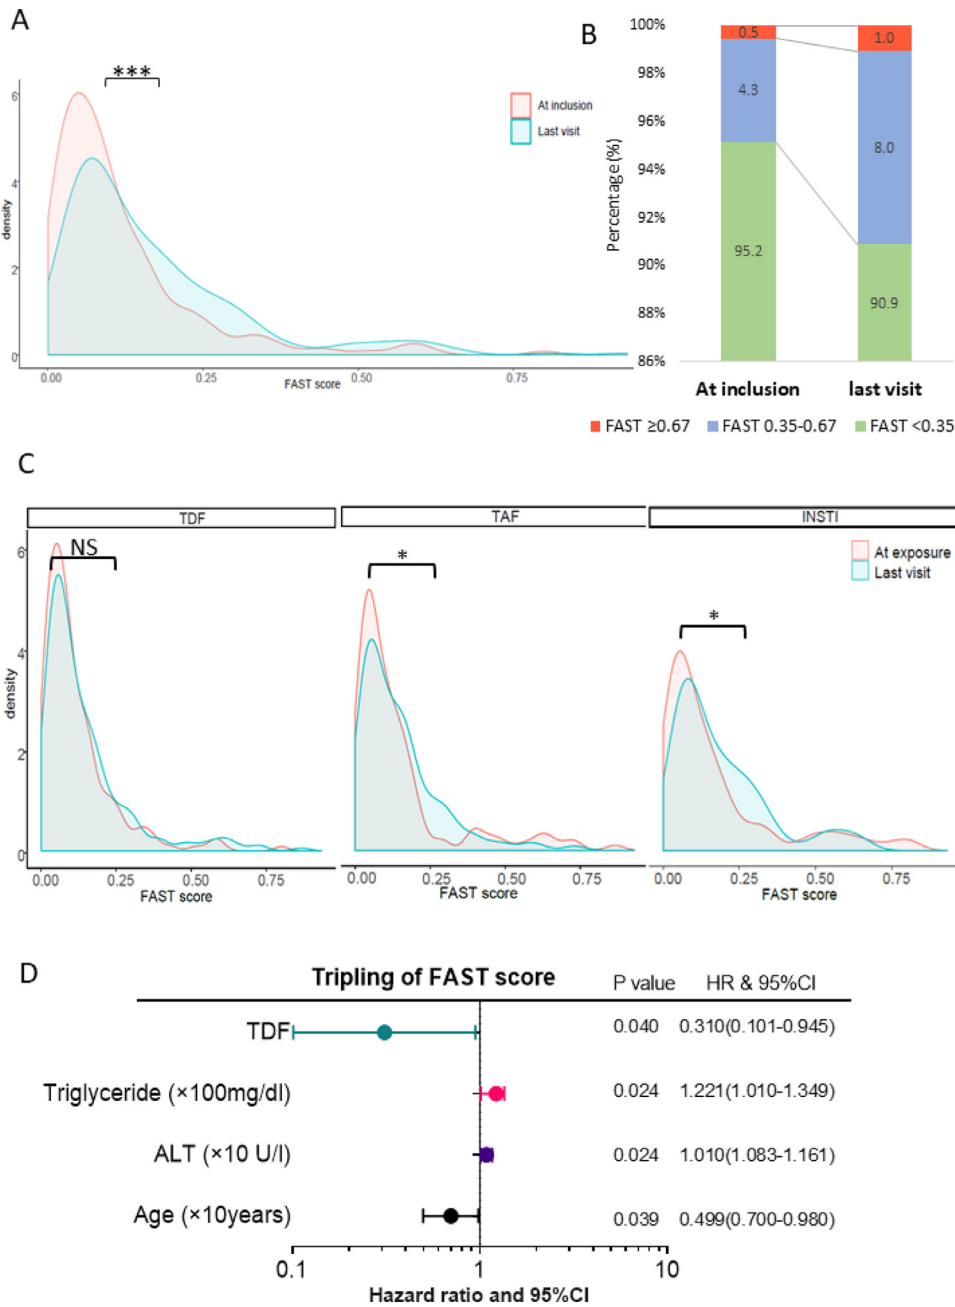 A
***
At inclusion
Last visit
6
4
2
0
density
0.00
0.25
0.50
0.75
FAST score
B
100%
98%
96%
94%
92%
90%
88%
86%
Percentage (%)
0.5
4.3
95.2
1.0
8.0
90.9
At inclusion
last visit
FAST ≥0.67
FAST 0.35-0.67
FAST <0.35
C
TDF
TAF
INSTI
NS
*
*
At exposure
Last visit
6
4
2
0
density
0.00
0.25
0.75
FAST score
0.00
0.25
0.50
0.75
FAST score
0.00
0.25
0.50
0.75
FAST score
D
Tripling of FAST score
P value
HR & 95%CI
TDF
0.040
0.310(0.101-0.945)
Triglyceride (×100mg/dl)
0.024
1.221(1.010-1.349)
ALT (×10 U/l)
0.024
1.010(1.083-1.161)
Age (×10years)
0.039
0.499(0.700-0.980)
0.1
1
10
Hazard ratio and 95%CI